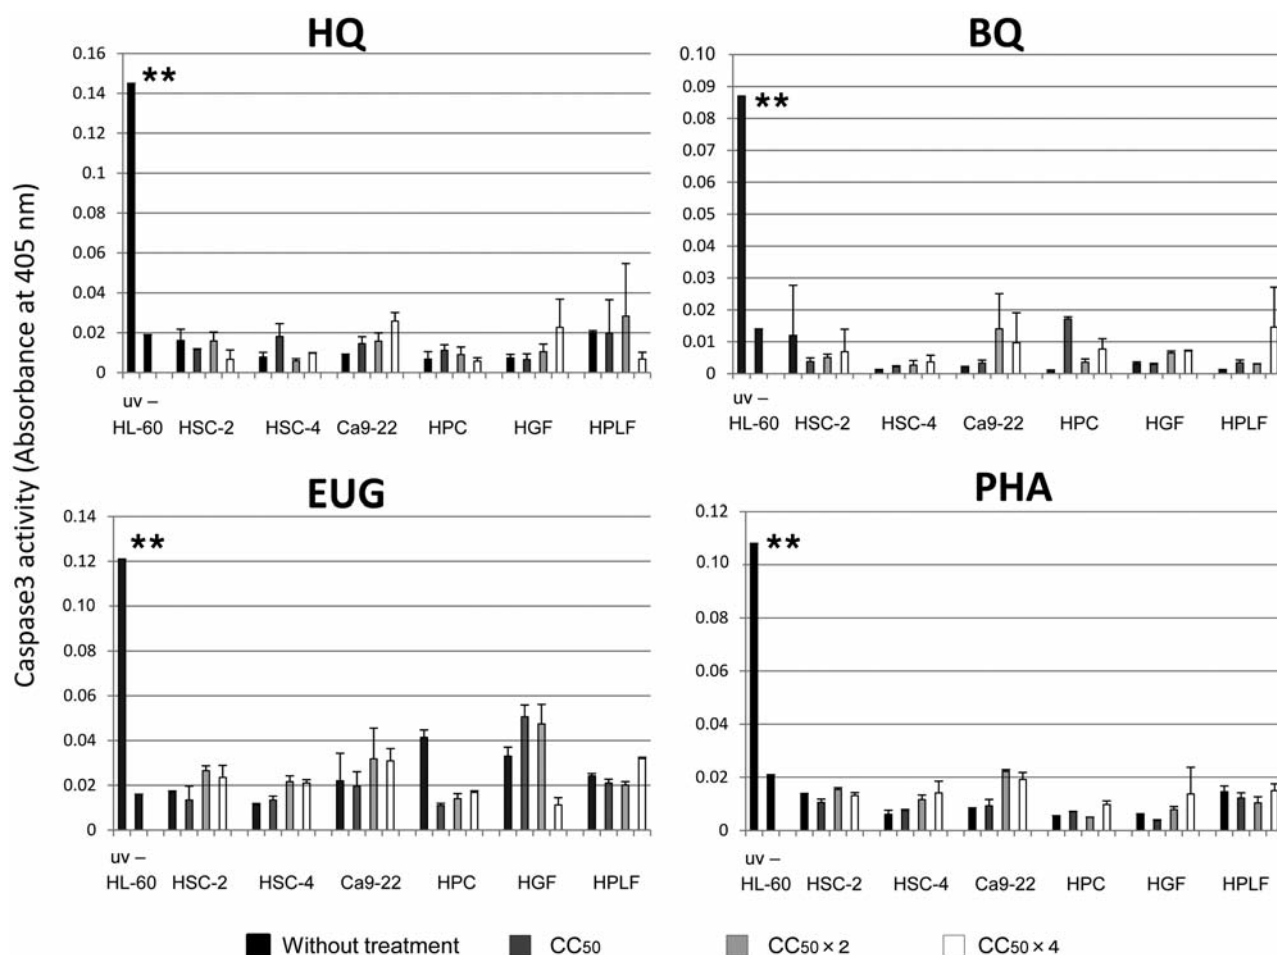 Caspase3 activity (Absorbance at 405 nm)
HQ
0.16
0.14
0.12
0.1
0.08
0.06
0.04
0.02
0
**
uv –
HL-60 HSC-2 HSC-4 Ca9-22 HPC HGF HPLF
BQ
0.10
0.09
0.08
0.07
0.06
0.05
0.04
0.03
0.02
0.01
0
**
uv –
HL-60 HSC-2 HSC-4 Ca9-22 HPC HGF HPLF
EUG
0.14
0.12
0.10
0.08
0.06
0.04
0.02
0
**
uv –
HL-60 HSC-2 HSC-4 Ca9-22 HPC HGF HPLF
PHA
0.12
0.10
0.08
0.06
0.04
0.02
0
**
uv –
HL-60 HSC-2 HSC-4 Ca9-22 HPC HGF HPLF
Without treatment CC50 CC50 × 2 CC50 × 4